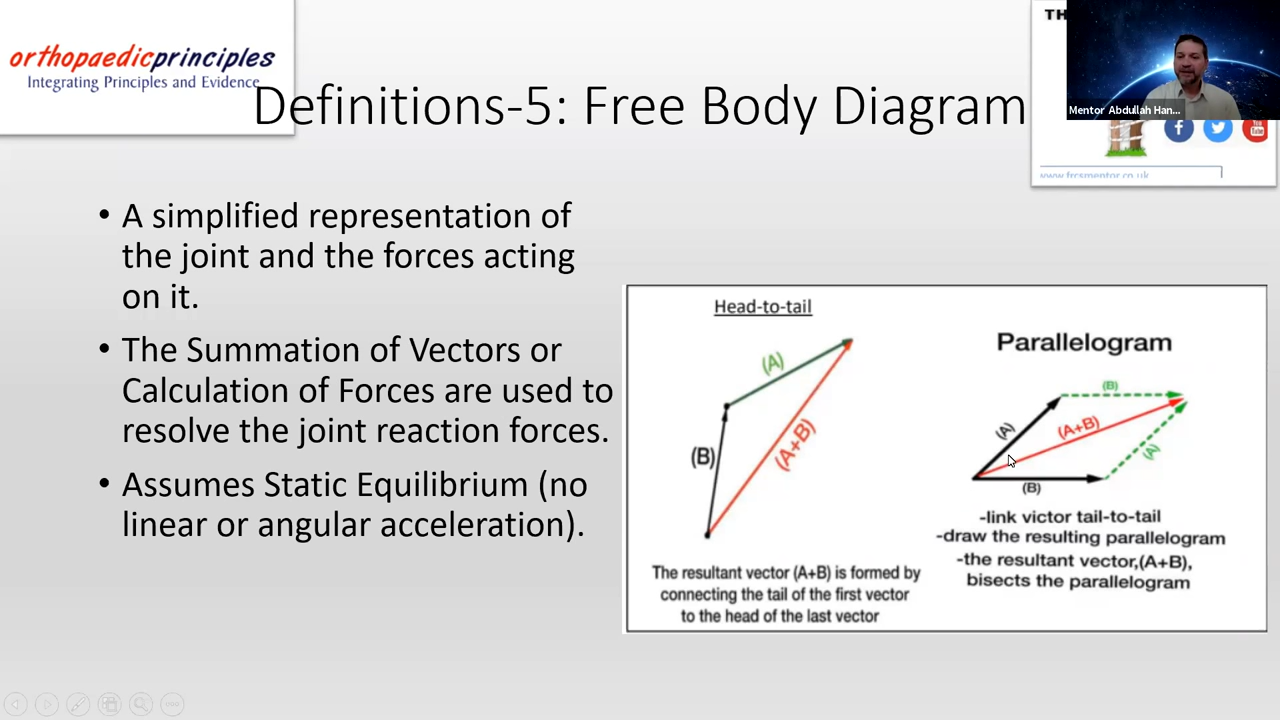 orthopaedicprinciples
Integrating Principles and Evidence
TH
Mentor Abdullah Han...
You
Tube
www.frcsmentor.co.uk
Definitions-5: Free Body Diagram
• A simplified representation of
the joint and the forces acting
on it.
• The Summation of Vectors or
Calculation of Forces are used to
resolve the joint reaction forces.
• Assumes Static Equilibrium (no
linear or angular acceleration).
Head-to-tail
(A)
(B)
(A+B)
The resultant vector (A+B) is formed by
connecting the tail of the first vector
to the head of the last vector
Parallelogram
(B)
(A)
(A+B)
(A)
(B)
-link victor tail-to-tail
-draw the resulting parallelogram
-the resultant vector,(A+B),
bisects the parallelogram